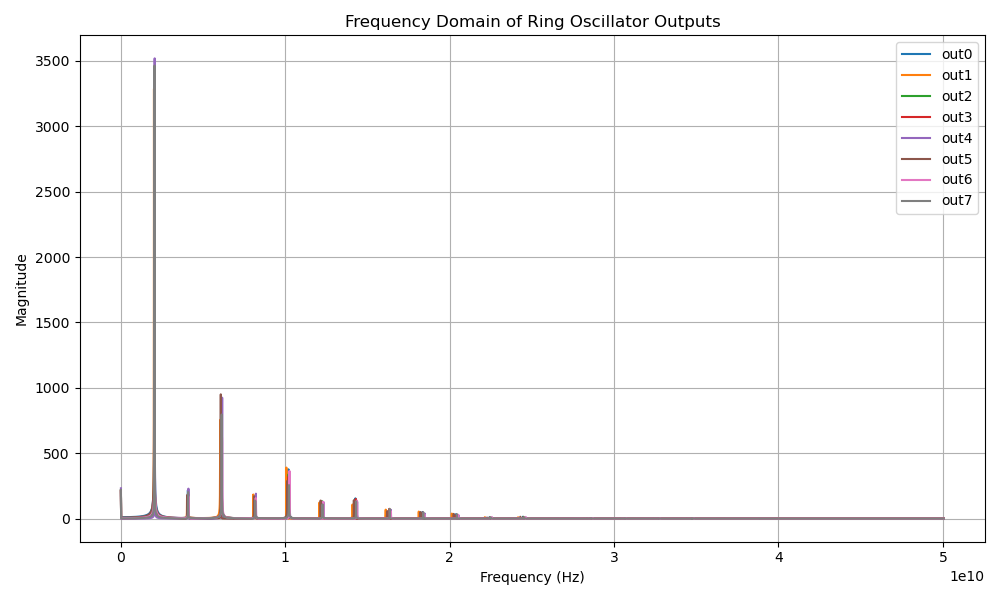 Frequency Domain of Ring Oscillator Outputs
3500
3000
2500
2000
1500
1000
500
0
Magnitude
0
1
2
3
4
5
1e10
Frequency (Hz)
out0
out1
out2
out3
out4
out5
out6
out7